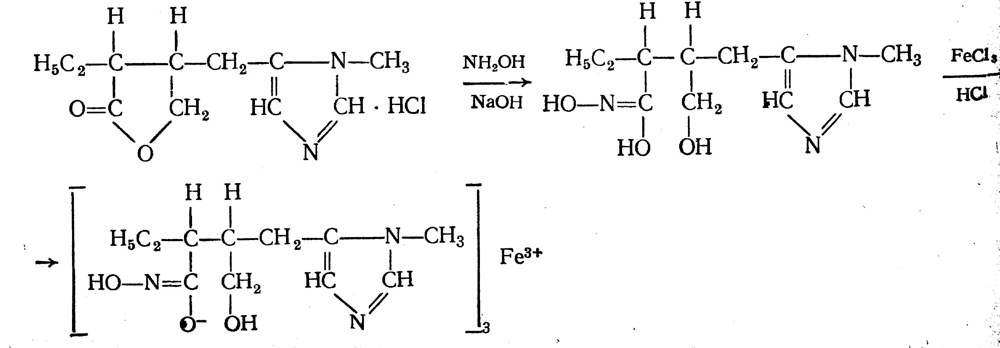 H H H H
H₅C₂—C—C—CH₂—C—N—CH₃ NH₂OH H₅C₂—C—C—CH₂—C—N—CH₃ FeCl₃
O=C CH₂ HC CH · HCl NaOH HO—N=C CH₂ HC CH HCl
O N HO OH N
H H
H₅C₂—C—C—CH₂—C—N—CH₃
→ HO—N=C CH₂ HC CH Fe³⁺
O⁻ OH N 3